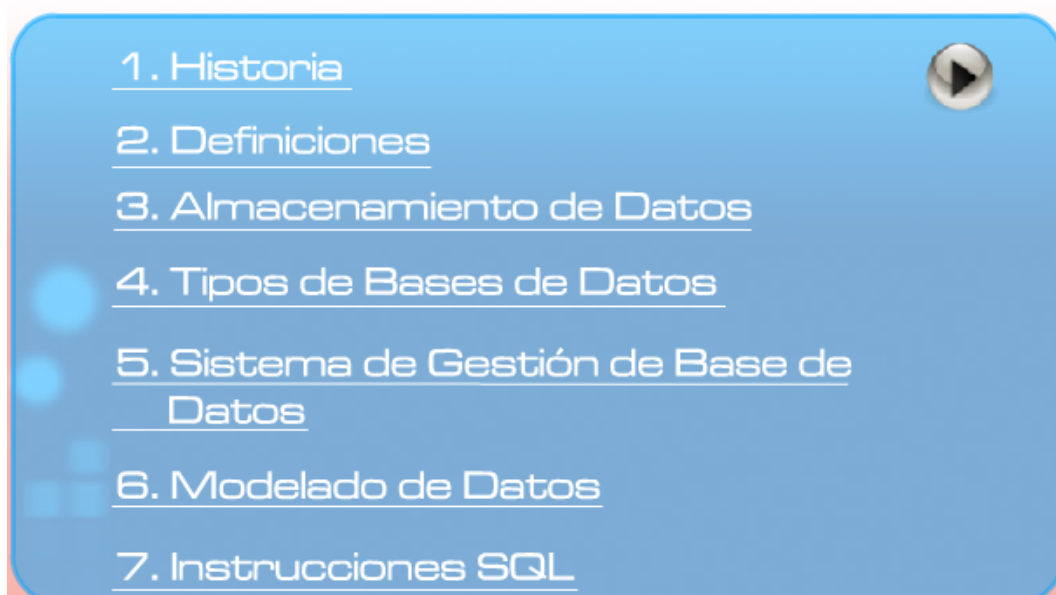 1. Historia
2. Definiciones
3. Almacenamiento de Datos
4. Tipos de Bases de Datos
5. Sistema de Gestión de Base de
Datos
6. Modelado de Datos
7. Instrucciones SQL